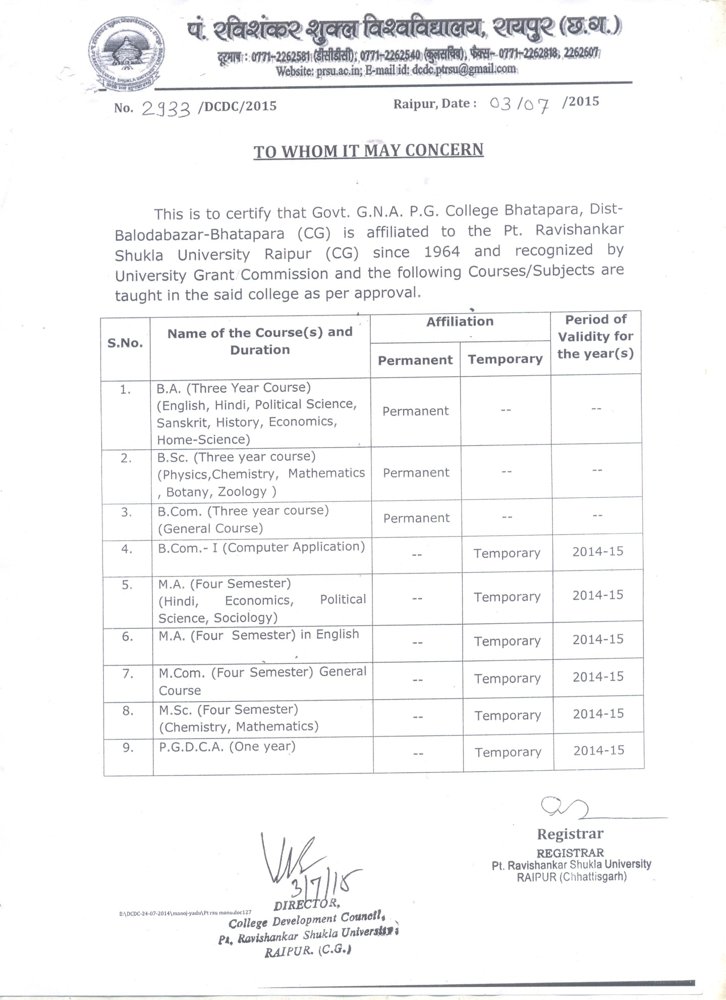 पं. रविशंकर शुक्ल विश्वविद्यालय, रायपुर (छ.ग.)
दूरभाष : 0771-2262581 (डीसीडीसी), 0771-2262540 (कुलसचिव), फैक्स- 0771-2262818, 2262607
Website: prsu.ac.in; E-mail id: dcdc.ptrsu@gmail.com
No. 2933 /DCDC/2015 Raipur, Date : 03/07 /2015
TO WHOM IT MAY CONCERN
This is to certify that Govt. G.N.A. P.G. College Bhatapara, Dist-
Balodabazar-Bhatapara (CG) is affiliated to the Pt. Ravishankar
Shukla University Raipur (CG) since 1964 and recognized by
University Grant Commission and the following Courses/Subjects are
taught in the said college as per approval.
S.No. Name of the Course(s) and Duration Affiliation Period of Validity for the year(s)
Permanent Temporary
1. B.A. (Three Year Course)
(English, Hindi, Political Science,
Sanskrit, History, Economics,
Home-Science)
Permanent -- --
2. B.Sc. (Three year course)
(Physics,Chemistry, Mathematics
, Botany, Zoology )
Permanent -- --
3. B.Com. (Three year course)
(General Course)
Permanent -- --
4. B.Com.- I (Computer Application) -- Temporary 2014-15
5. M.A. (Four Semester)
(Hindi, Economics, Political
Science, Sociology)
-- Temporary 2014-15
6. M.A. (Four Semester) in English -- Temporary 2014-15
7. M.Com. (Four Semester) General
Course
-- Temporary 2014-15
8. M.Sc. (Four Semester)
(Chemistry, Mathematics)
-- Temporary 2014-15
9. P.G.D.C.A. (One year) -- Temporary 2014-15
Registrar
REGISTRAR
Pt. Ravishankar Shukla University
RAIPUR (Chhattisgarh)
3/7/15
DIRECTOR,
E:\DCDC-24-07-2014\manoj-yadu\Pt rsu mono.doc127
College Development Council,
Pt. Ravishankar Shukla University
RAIPUR. (C.G.)